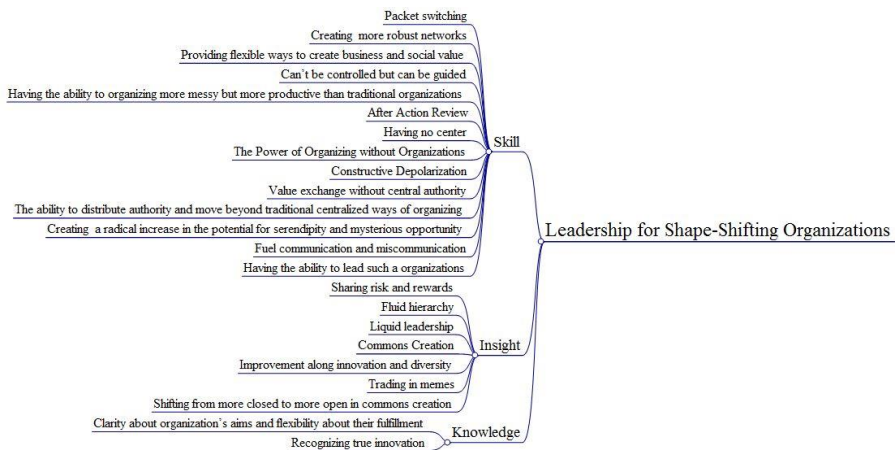 Packet switching
Creating more robust networks
Providing flexible ways to create business and social value
Can't be controlled but can be guided
Having the ability to organizing more messy but more productive than traditional organizations
After Action Review
Having no center
The Power of Organizing without Organizations
Constructive Depolarization
Value exchange without central authority
The ability to distribute authority and move beyond traditional centralized ways of organizing
Creating a radical increase in the potential for serendipity and mysterious opportunity
Fuel communication and miscommunication
Having the ability to lead such a organizations
Skill
Sharing risk and rewards
Fluid hierarchy
Liquid leadership
Commons Creation
Improvement along innovation and diversity
Trading in memes
Shifting from more closed to more open in commons creation
Insight
Clarity about organization's aims and flexibility about their fulfillment
Recognizing true innovation
Knowledge
Leadership for Shape-Shifting Organizations